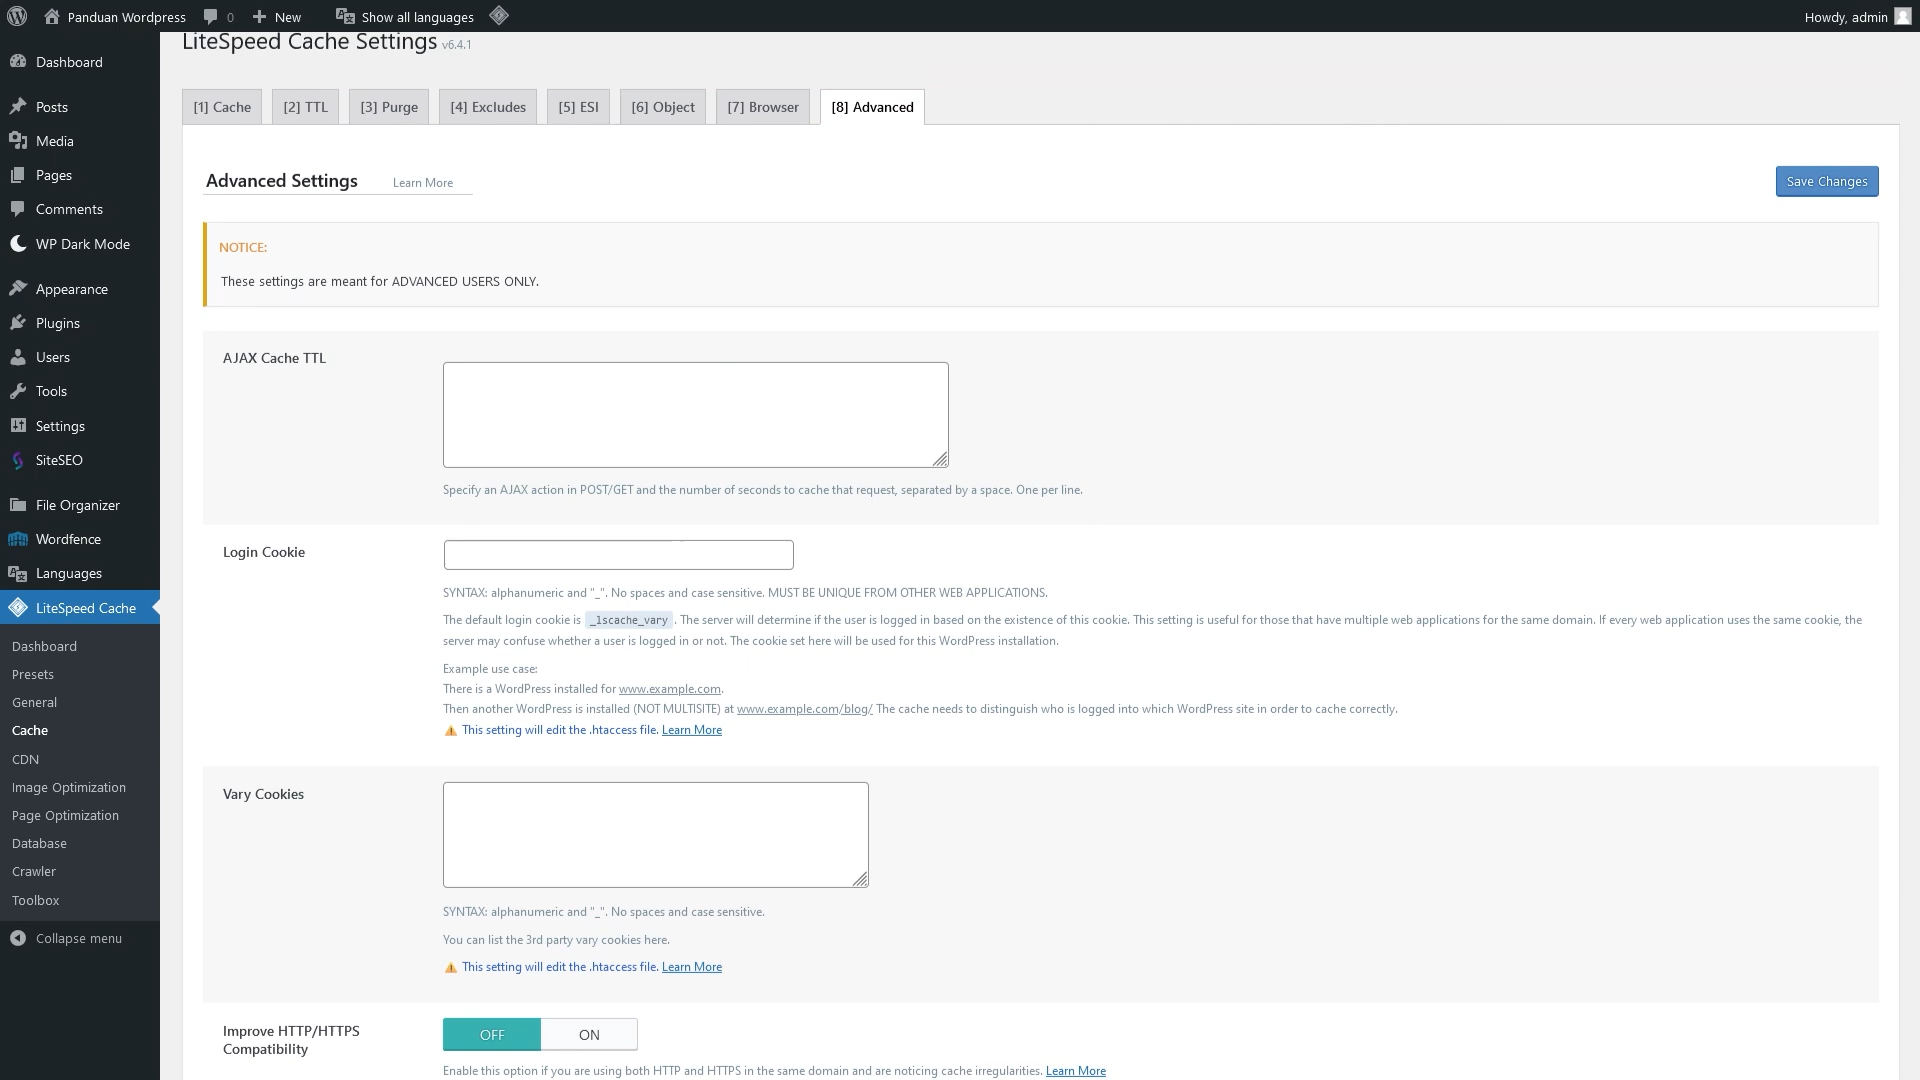 Panduan Wordpress
0
New
Show all languages
Howdy, admin
Dashboard
Posts
Media
Pages
Comments
WP Dark Mode
Appearance
Plugins
Users
Tools
Settings
SiteSEO
File Organizer
Wordfence
Languages
LiteSpeed Cache
Dashboard
Presets
General
Cache
CDN
Image Optimization
Page Optimization
Database
Crawler
Toolbox
Collapse menu
LiteSpeed Cache Settings v6.4.1
[1] Cache
[2] TTL
[3] Purge
[4] Excludes
[5] ESI
[6] Object
[7] Browser
[8] Advanced
Advanced Settings
Learn More
Save Changes
NOTICE:
These settings are meant for ADVANCED USERS ONLY.
AJAX Cache TTL
Specify an AJAX action in POST/GET and the number of seconds to cache that request, separated by a space. One per line.
Login Cookie
SYNTAX: alphanumeric and "_". No spaces and case sensitive. MUST BE UNIQUE FROM OTHER WEB APPLICATIONS.
The default login cookie is _lscache_vary . The server will determine if the user is logged in based on the existence of this cookie. This setting is useful for those that have multiple web applications for the same domain. If every web application uses the same cookie, the
server may confuse whether a user is logged in or not. The cookie set here will be used for this WordPress installation.
Example use case:
There is a WordPress installed for www.example.com.
Then another WordPress is installed (NOT MULTISITE) at www.example.com/blog/ The cache needs to distinguish who is logged into which WordPress site in order to cache correctly.
This setting will edit the .htaccess file. Learn More
Vary Cookies
SYNTAX: alphanumeric and "_". No spaces and case sensitive.
You can list the 3rd party vary cookies here.
This setting will edit the .htaccess file. Learn More
Improve HTTP/HTTPS
Compatibility
OFF
ON
Enable this option if you are using both HTTP and HTTPS in the same domain and are noticing cache irregularities. Learn More